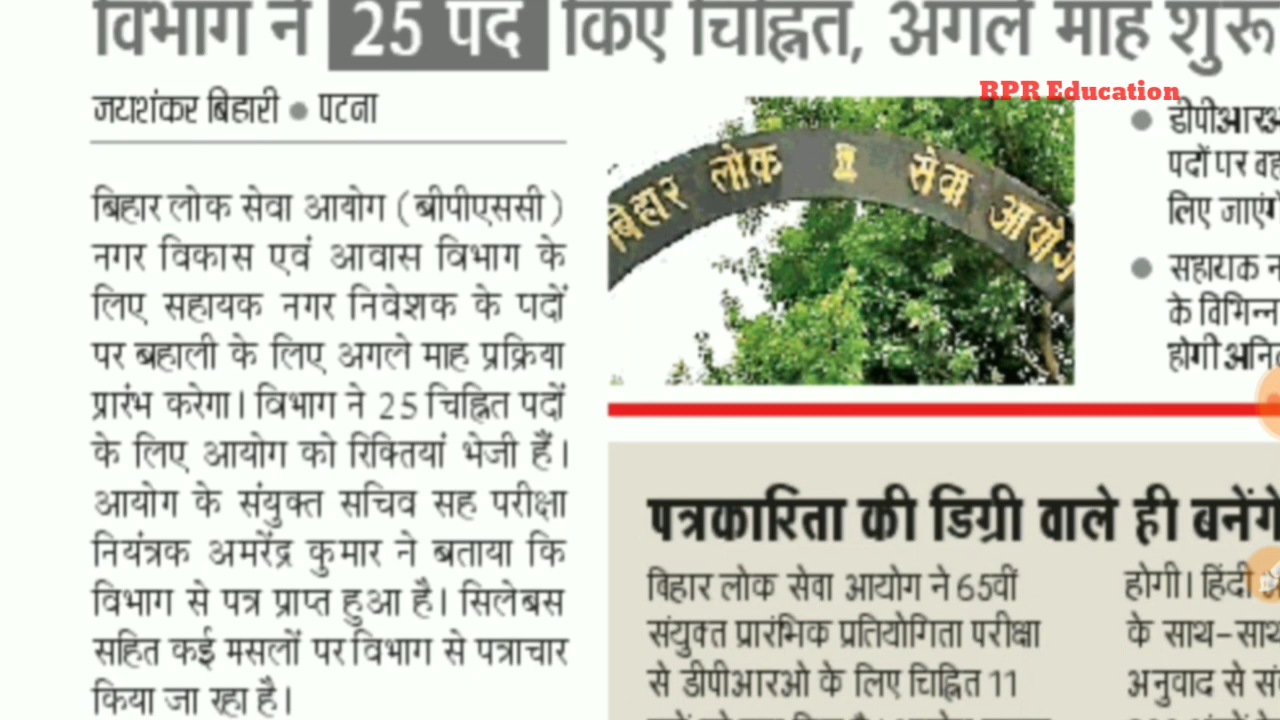 विभाग ने 25 पद किए चिह्नित, अगले माह शुरू
RPR Education
जयशंकर बिहारी ● पटना
बिहार लोक सेवा आयोग (बीपीएससी)
नगर विकास एवं आवास विभाग के
लिए सहायक नगर निवेशक के पदों
पर बहाली के लिए अगले माह प्रक्रिया
प्रारंभ करेगा। विभाग ने 25 चिह्नित पदों
के लिए आयोग को रिक्तियां भेजी हैं।
आयोग के संयुक्त सचिव सह परीक्षा
नियंत्रक अमरेंद्र कुमार ने बताया कि
विभाग से पत्र प्राप्त हुआ है। सिलेबस
सहित कई मसलों पर विभाग से पत्राचार
किया जा रहा है।
बिहार लोक सेवा आयोग
●
पदों पर
लिए
● सहायक
के विभिन्न
होगी
पत्रकारिता की डिग्री वाले ही बनेंगे
बिहार लोक सेवा आयोग ने 65वीं
संयुक्त प्रारंभिक प्रतियोगिता परीक्षा
से डीपीआरओ के लिए चिह्नित 11
होगी। हिंदी
के साथ-साथ
अनुवाद से